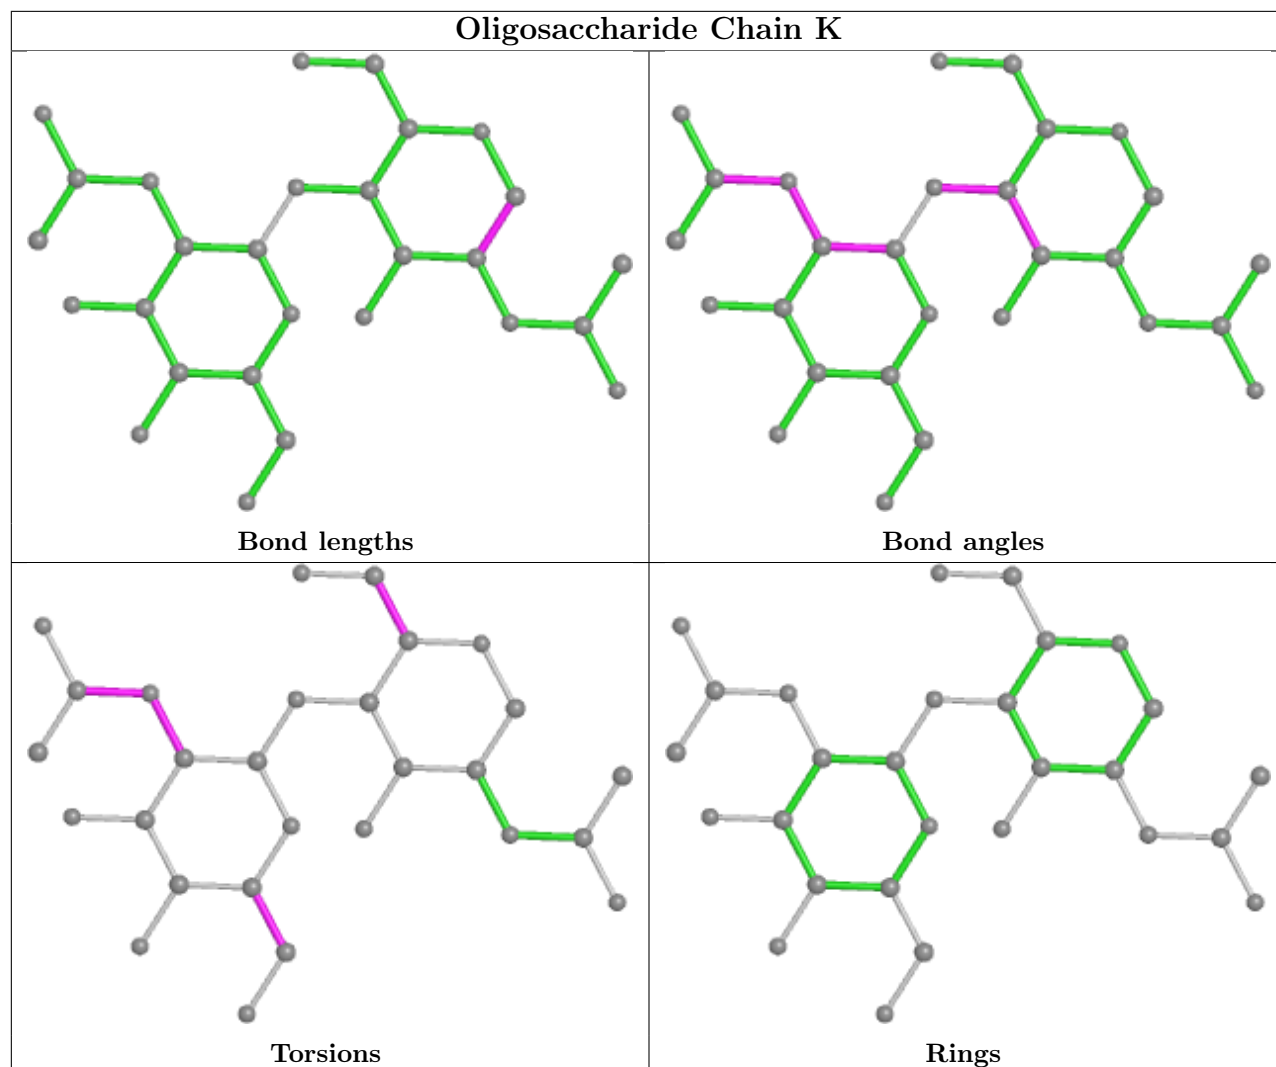 Oligosaccharide Chain K
Bond lengths
Bond angles
Torsions
Rings